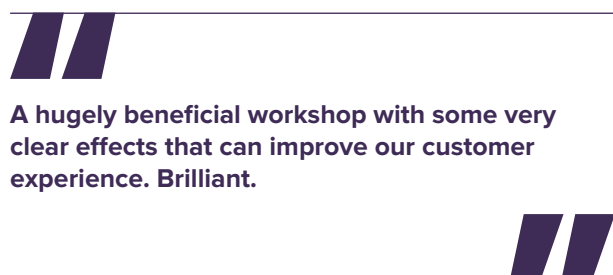 A hugely beneficial workshop with some very
clear effects that can improve our customer
experience. Brilliant.